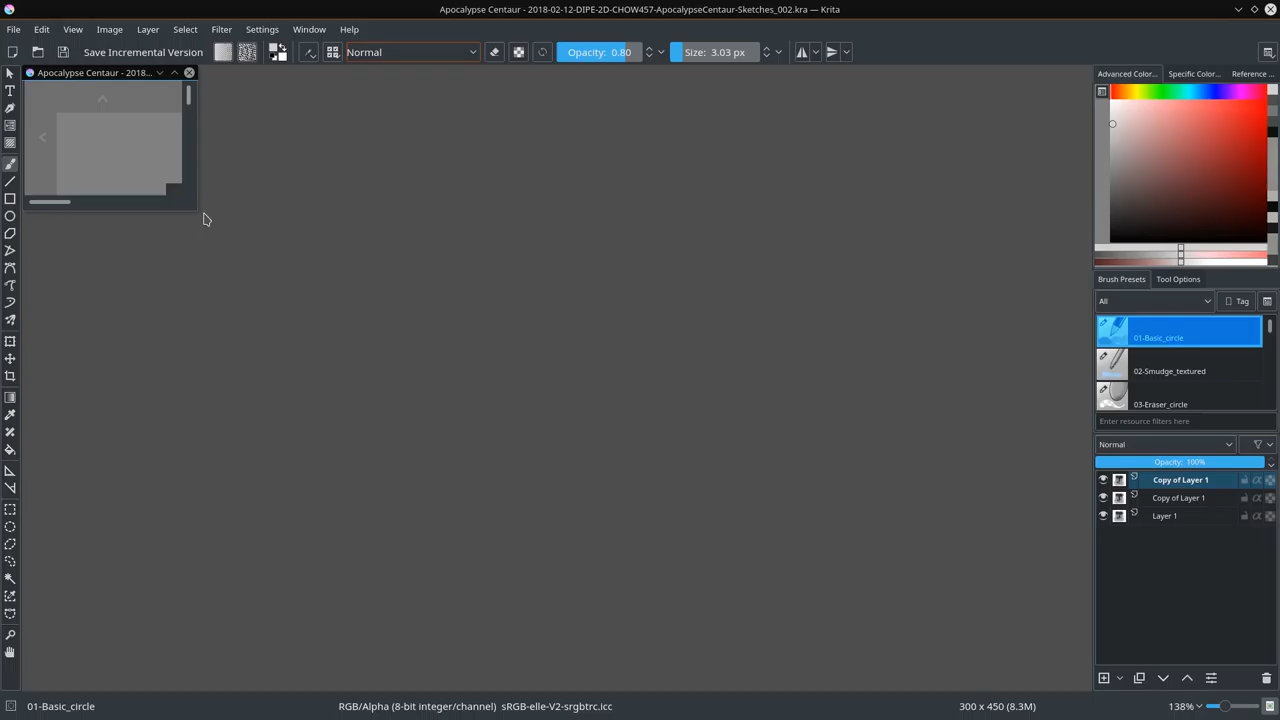 Apocalypse Centaur - 2018-02-12-DIPE-2D-CHOW457-ApocalypseCentaur-Sketches_002.kra — Krita
File Edit View Image Layer Select Filter Settings Window Help
Save Incremental Version Normal Opacity: 0.80 Size: 3.03 px
Apocalypse Centaur - 2018...
Advanced Color... Specific Color... Reference ...
Brush Presets Tool Options
All Tag
01-Basic_circle
02-Smudge_textured
03-Eraser_circle
Enter resource filters here
Normal
Opacity: 100%
Copy of Layer 1
Copy of Layer 1
Layer 1
01-Basic_circle RGB/Alpha (8-bit integer/channel) sRGB-elle-V2-srgbtrc.icc 300 x 450 (8.3M) 138%